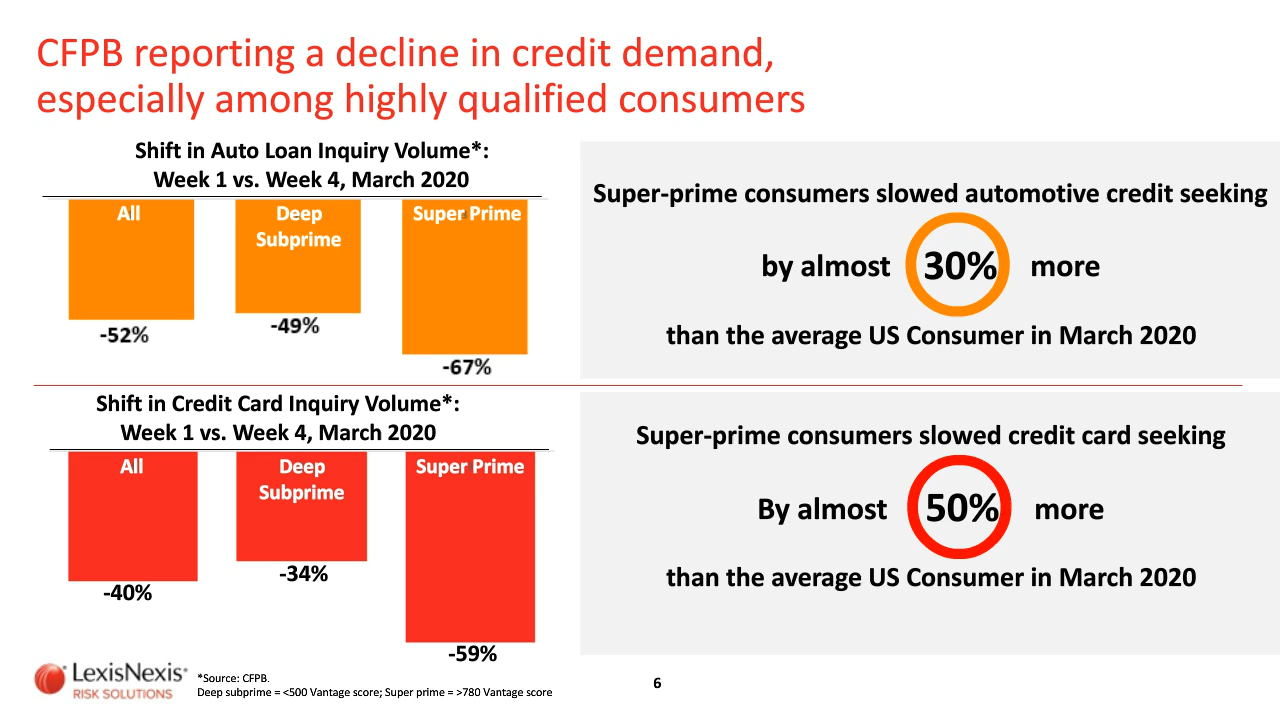 CFPB reporting a decline in credit demand,
especially among highly qualified consumers
Shift in Auto Loan Inquiry Volume*:
Week 1 vs. Week 4, March 2020
All
Deep
Subprime
Super Prime
-52%
-49%
-67%
Super-prime consumers slowed automotive credit seeking
by almost 30% more
than the average US Consumer in March 2020
Shift in Credit Card Inquiry Volume*:
Week 1 vs. Week 4, March 2020
All
Deep
Subprime
Super Prime
-40%
-34%
-59%
Super-prime consumers slowed credit card seeking
By almost 50% more
than the average US Consumer in March 2020
LexisNexis®
RISK SOLUTIONS
*Source: CFPB.
Deep subprime = <500 Vantage score; Super prime = >780 Vantage score
6